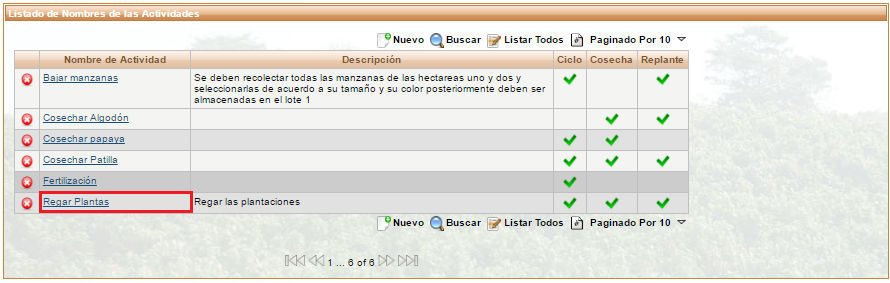 Listado de Nombres de las Actividades
Nuevo Buscar Listar Todos Paginado Por 10
Nombre de Actividad Descripción Ciclo Cosecha Replante
Bajar manzanas Se deben recolectar todas las manzanas de las hectareas uno y dos y
seleccionarlas de acuerdo a su tamaño y su color posteriormente deben ser
almacenadas en el lote 1
Cosechar Algodón
Cosechar papaya
Cosechar Patilla
Fertilización
Regar Plantas Regar las plantaciones
Nuevo Buscar Listar Todos Paginado Por 10
1 ... 6 of 6